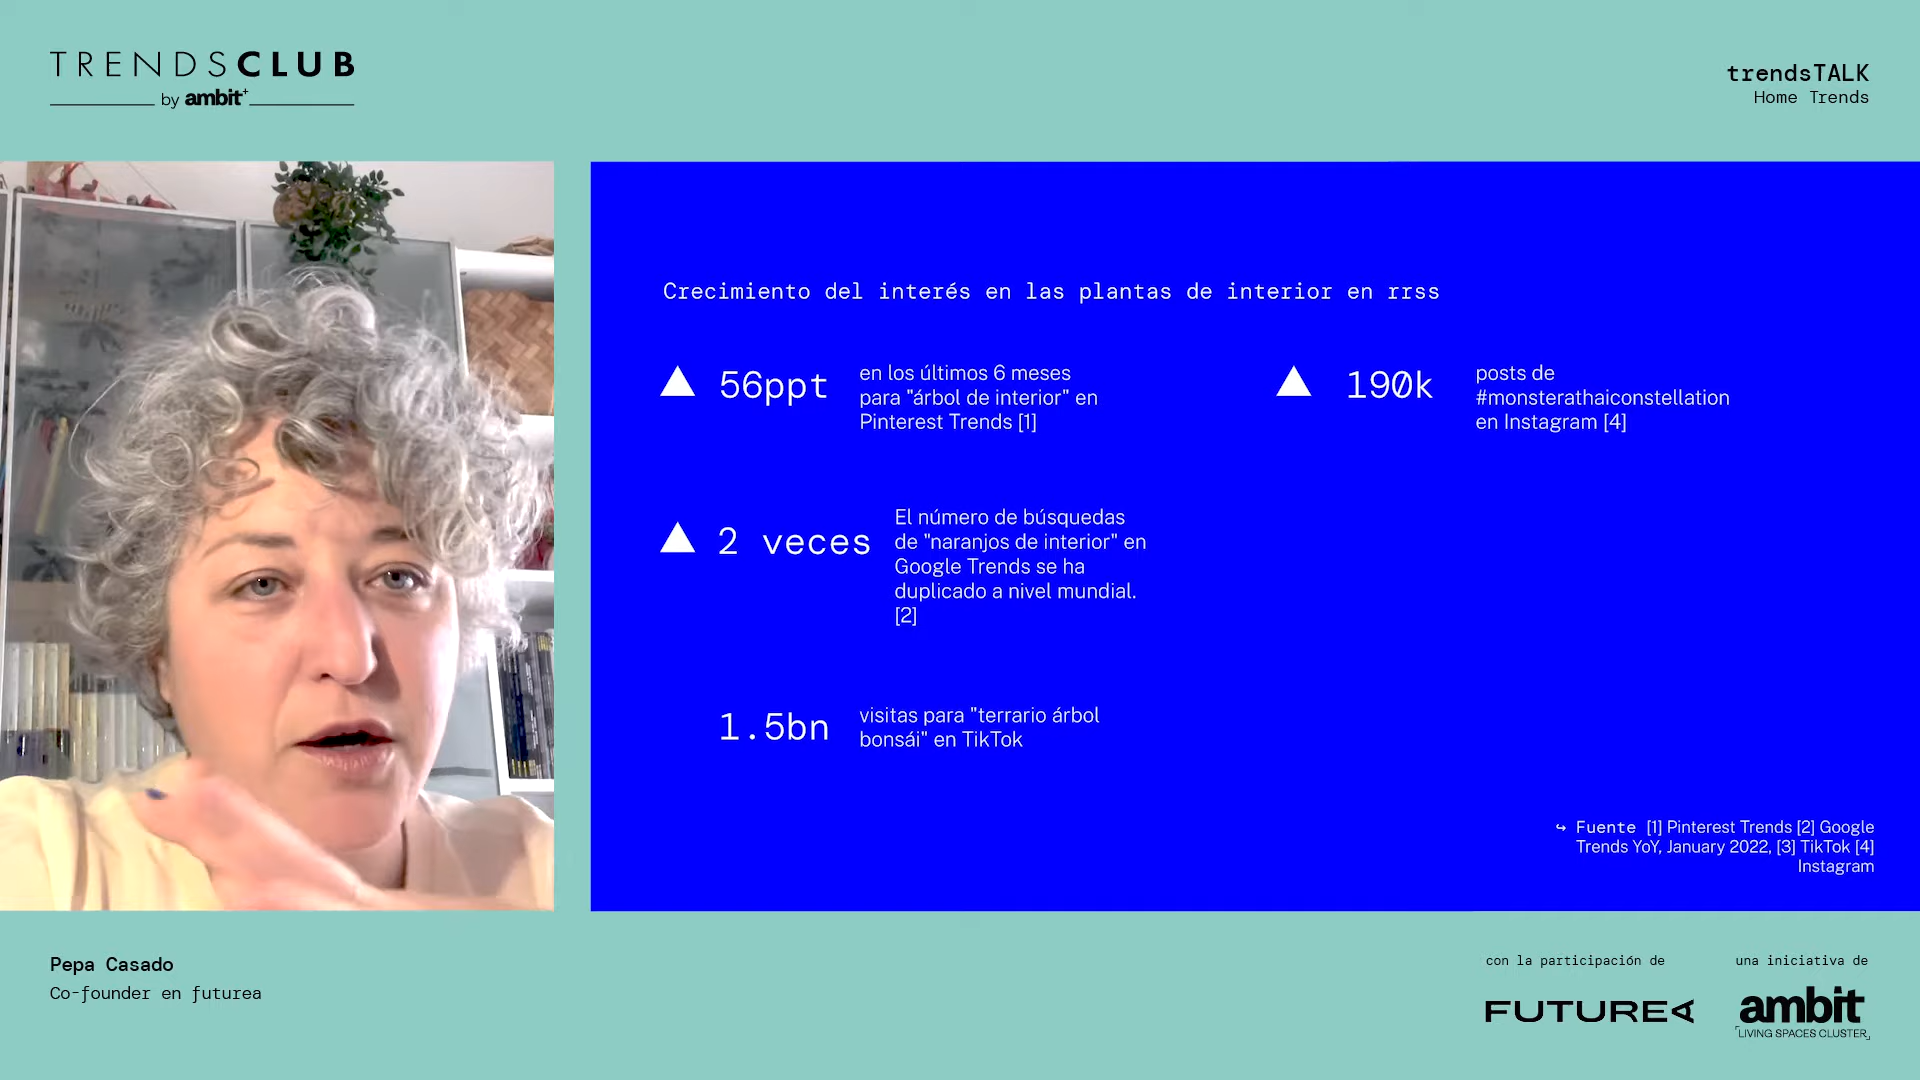 TRENDSCLUB
by ambit+
trendsTALK
Home Trends
Crecimiento del interés en las plantas de interior en rrss
56ppt
en los últimos 6 meses
para "árbol de interior" en
Pinterest Trends [1]
190k
posts de
#monsterathaiconstellation
en Instagram [4]
2 veces
El número de búsquedas
de "naranjos de interior" en
Google Trends se ha
duplicado a nivel mundial.
[2]
1.5bn
visitas para "terrario árbol
bonsái" en TikTok
↪ Fuente [1] Pinterest Trends [2] Google
Trends YoY, January 2022, [3] TikTok [4]
Instagram
Pepa Casado
Co-founder en futurea
con la participación de
FUTUREA
una iniciativa de
ambit
LIVING SPACES CLUSTER